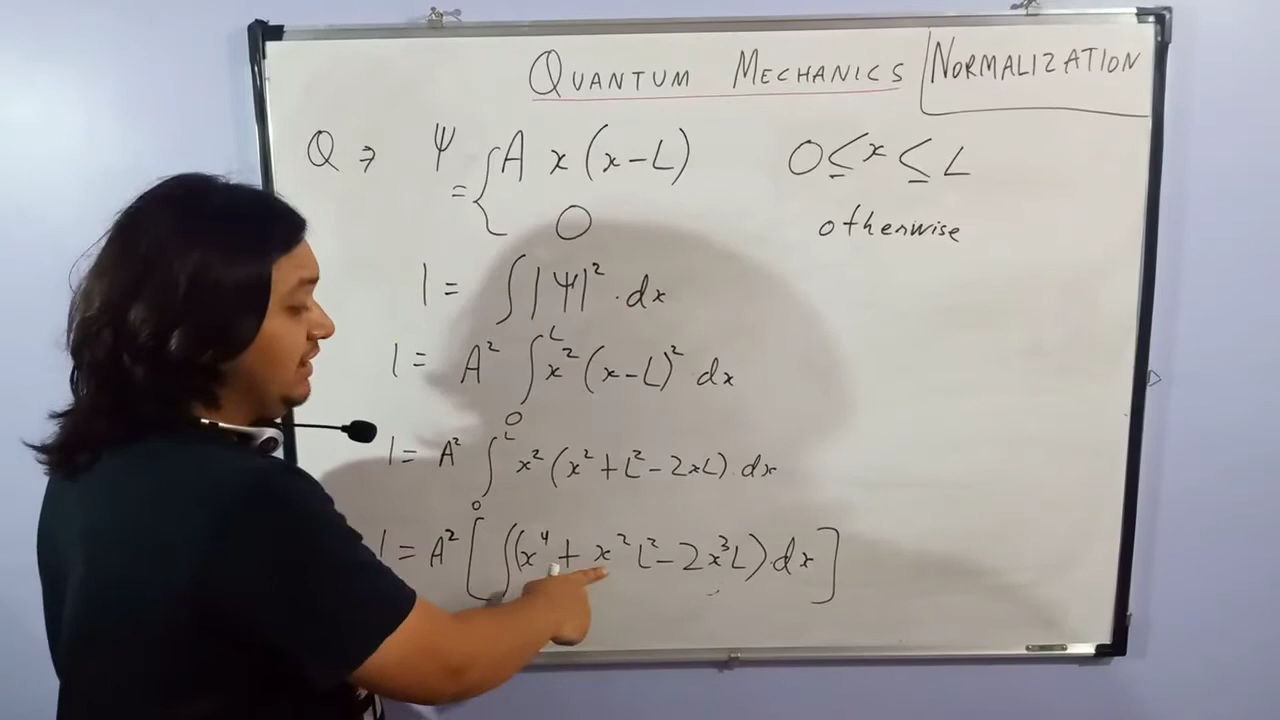 QUANTUM MECHANICS NORMALIZATION
Q ⇒ Ψ = { A x (x-L) 0 ≤ x ≤ L
0 otherwise
1 = ∫ |Ψ|² . dx
1 = A² ∫₀ᴸ x² (x-L)² dx
1 = A² ∫₀ᴸ x² (x² + L² - 2xL) . dx
1 = A² [ ∫ (x⁴ + x² L² - 2x³L) . dx ]